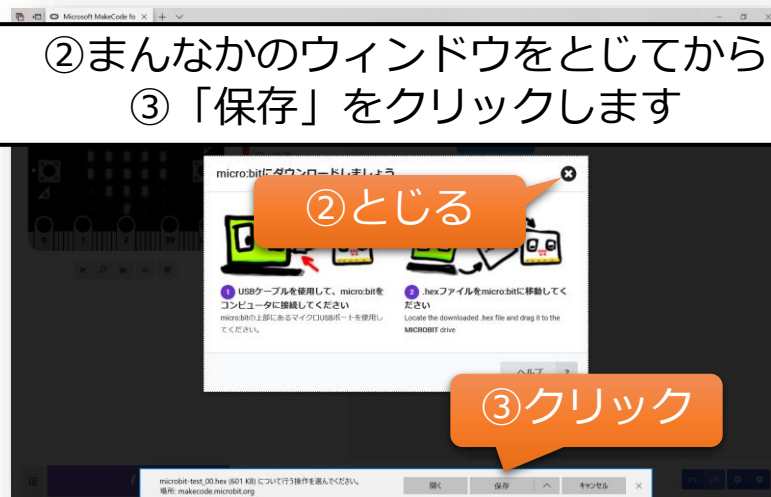 Microsoft MakeCode fo
②まんなかのウィンドウをとじてから
③「保存」をクリックします
micro:bitにダウンロードしましょう
②とじる
1 USBケーブルを使用して、micro:bitを
コンピュータに接続してください
micro:bitの上部にあるマイクロUSBポートを使用し
てください。
2 .hexファイルをmicro:bitに移動してく
ださい
Locate the downloaded .hex file and drag it to the
MICROBIT drive
ヘルプ ?
③クリック
microbit-test_00.hex (601 KB) について行う操作を選んでください。
場所: makecode.microbit.org
開く 保存 キャンセル
0 1 2 3V